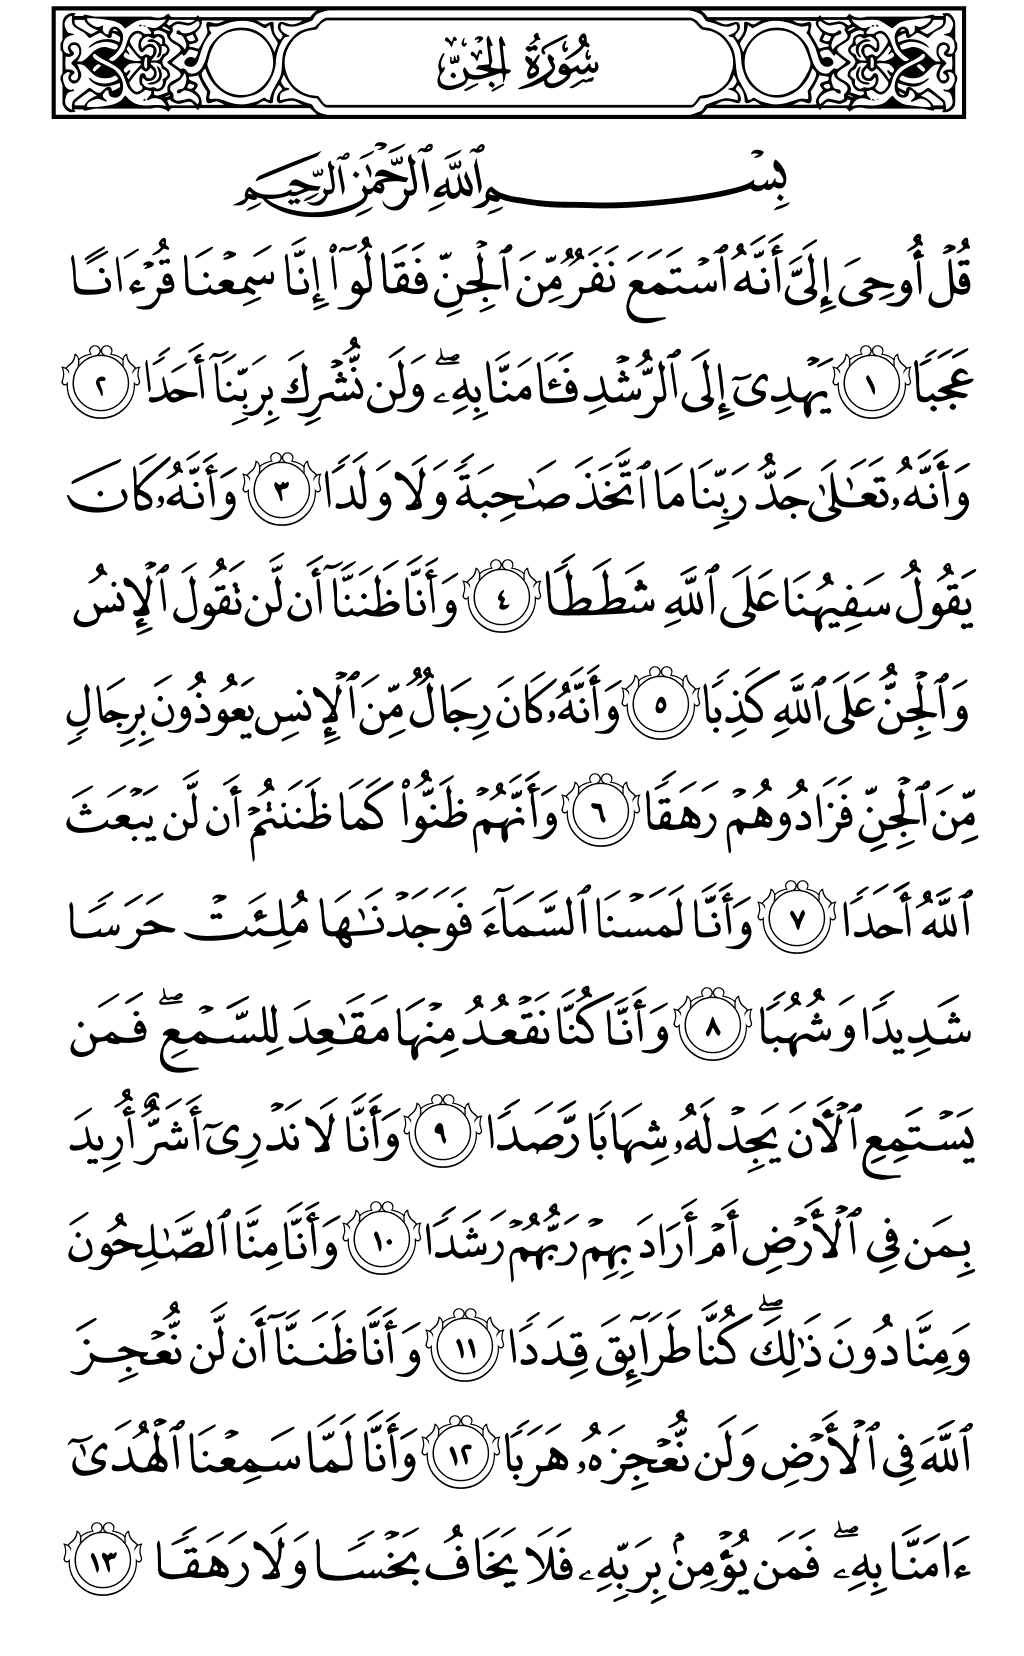 سُورَةُ الجِنِّ
بِسْمِ ٱللَّهِ ٱلرَّحْمَٰنِ ٱلرَّحِيمِ
قُلْ أُوحِىَ إِلَىَّ أَنَّهُ ٱسْتَمَعَ نَفَرٌ مِّنَ ٱلْجِنِّ فَقَالُوٓا۟ إِنَّا سَمِعْنَا قُرْءَانًا
عَجَبًا ١ يَهْدِىٓ إِلَى ٱلرُّشْدِ فَـَٔامَنَّا بِهِۦ ۖ وَلَن نُّشْرِكَ بِرَبِّنَآ أَحَدًا ٢
وَأَنَّهُۥ تَعَٰلَىٰ جَدُّ رَبِّنَا مَا ٱتَّخَذَ صَٰحِبَةً وَلَا وَلَدًا ٣ وَأَنَّهُۥ كَانَ
يَقُولُ سَفِيهُنَا عَلَى ٱللَّهِ شَطَطًا ٤ وَأَنَّا ظَنَنَّآ أَن لَّن تَقُولَ ٱلْإِنسُ
وَٱلْجِنُّ عَلَى ٱللَّهِ كَذِبًا ٥ وَأَنَّهُۥ كَانَ رِجَالٌ مِّنَ ٱلْإِنسِ يَعُوذُونَ بِرِجَالٍ
مِّنَ ٱلْجِنِّ فَزَادُوهُمْ رَهَقًا ٦ وَأَنَّهُمْ ظَنُّوا۟ كَمَا ظَنَنتُمْ أَن لَّن يَبْعَثَ
ٱللَّهُ أَحَدًا ٧ وَأَنَّا لَمَسْنَا ٱلسَّمَآءَ فَوَجَدْنَٰهَا مُلِئَتْ حَرَسًا
شَدِيدًا وَشُهُبًا ٨ وَأَنَّا كُنَّا نَقْعُدُ مِنْهَا مَقَٰعِدَ لِلسَّمْعِ ۖ فَمَن
يَسْتَمِعِ ٱلْـَٔانَ يَجِدْ لَهُۥ شِهَابًا رَّصَدًا ٩ وَأَنَّا لَا نَدْرِىٓ أَشَرٌّ أُرِيدَ
بِمَن فِى ٱلْأَرْضِ أَمْ أَرَادَ بِهِمْ رَبُّهُمْ رَشَدًا ١٠ وَأَنَّا مِنَّا ٱلصَّٰلِحُونَ
وَمِنَّا دُونَ ذَٰلِكَ ۖ كُنَّا طَرَآئِقَ قِدَدًا ١١ وَأَنَّا ظَنَنَّآ أَن لَّن نُّعْجِزَ
ٱللَّهَ فِى ٱلْأَرْضِ وَلَن نُّعْجِزَهُۥ هَرَبًا ١٢ وَأَنَّا لَمَّا سَمِعْنَا ٱلْهُدَىٰٓ
ءَامَنَّا بِهِۦ ۖ فَمَن يُؤْمِنۢ بِرَبِّهِۦ فَلَا يَخَافُ بَخْسًا وَلَا رَهَقًا ١٣